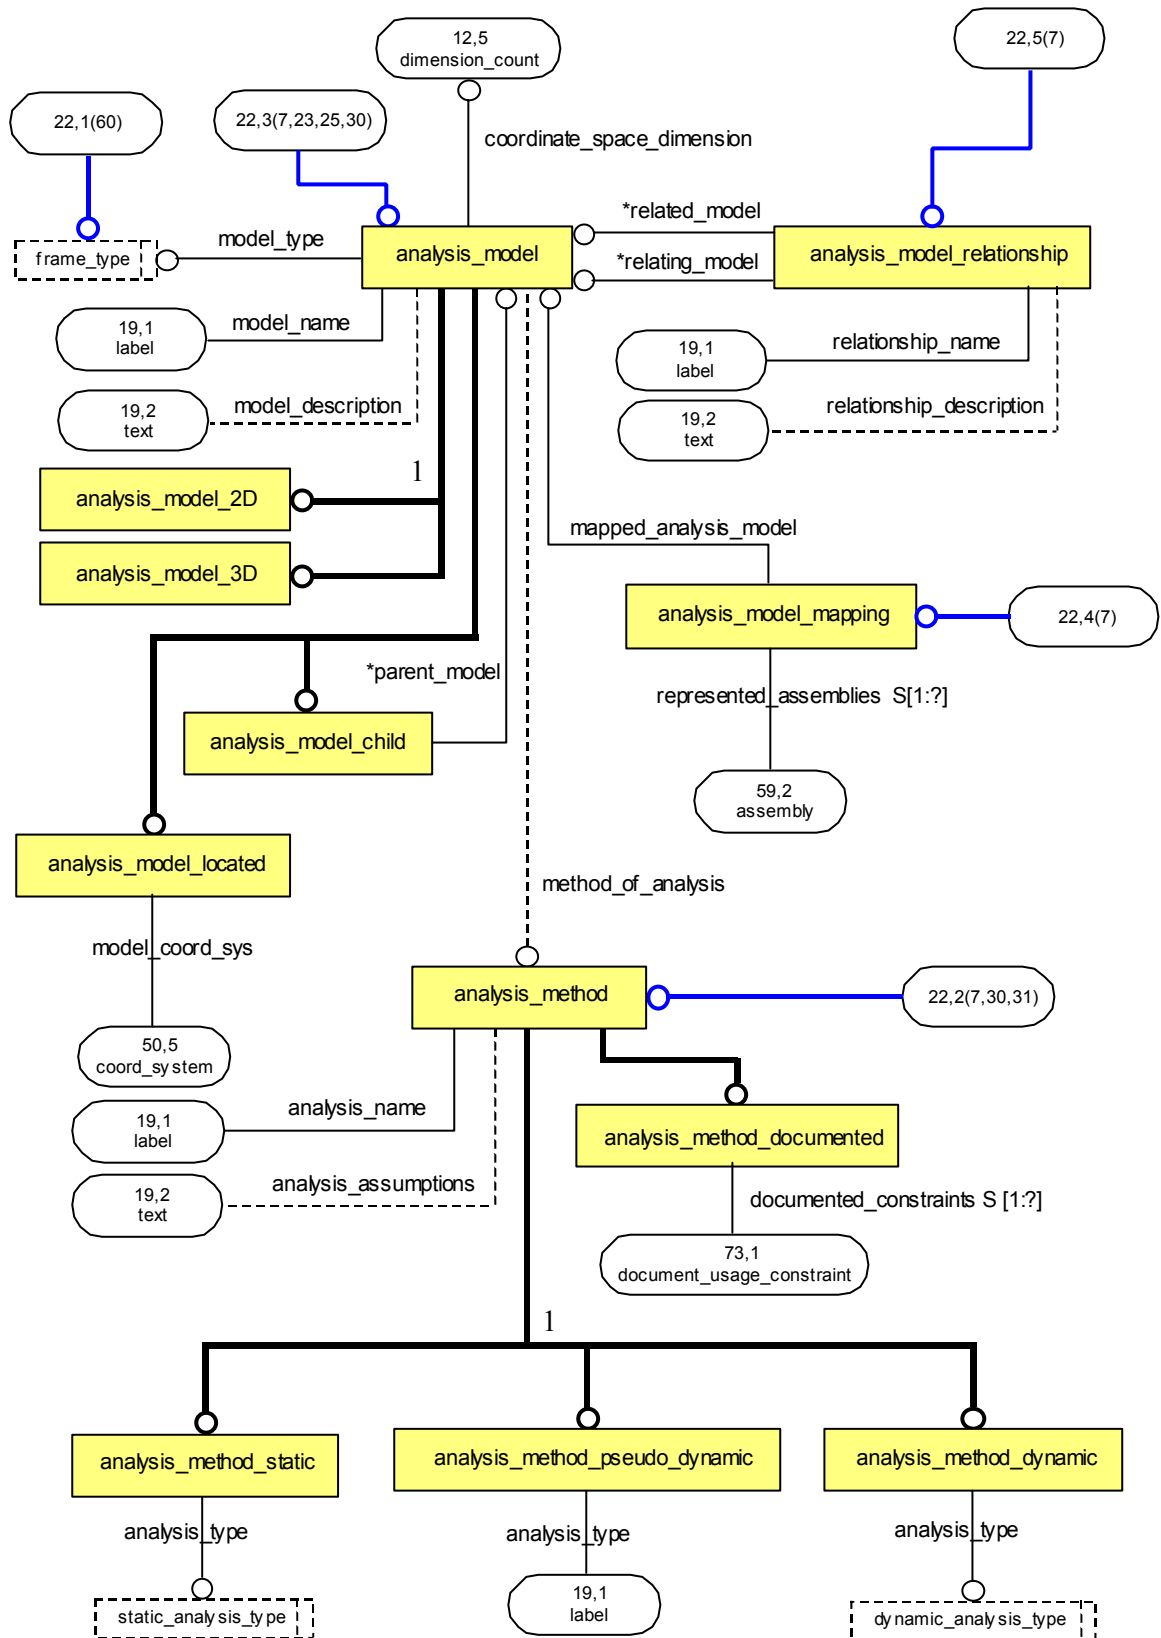 12,5
dimension_count
22,5(7)
22,1(60)
22,3(7,23,25,30)
coordinate_space_dimension
*related_model
model_type
analysis_model
analysis_model_relationship
frame_type
*relating_model
model_name
19,1
label
relationship_name
19,1
label
model_description
19,2
text
relationship_description
19,2
text
1
analysis_model_2D
mapped_analysis_model
analysis_model_3D
analysis_model_mapping
22,4(7)
*parent_model
represented_assemblies S[1:?]
analysis_model_child
59,2
assembly
analysis_model_located
method_of_analysis
model_coord_sys
analysis_method
22,2(7,30,31)
50,5
coord_system
analysis_name
19,1
label
analysis_method_documented
analysis_assumptions
19,2
text
documented_constraints S [1:?]
73,1
document_usage_constraint
1
analysis_method_static
analysis_method_pseudo_dynamic
analysis_method_dynamic
analysis_type
analysis_type
analysis_type
static_analysis_type
19,1
label
dynamic_analysis_type